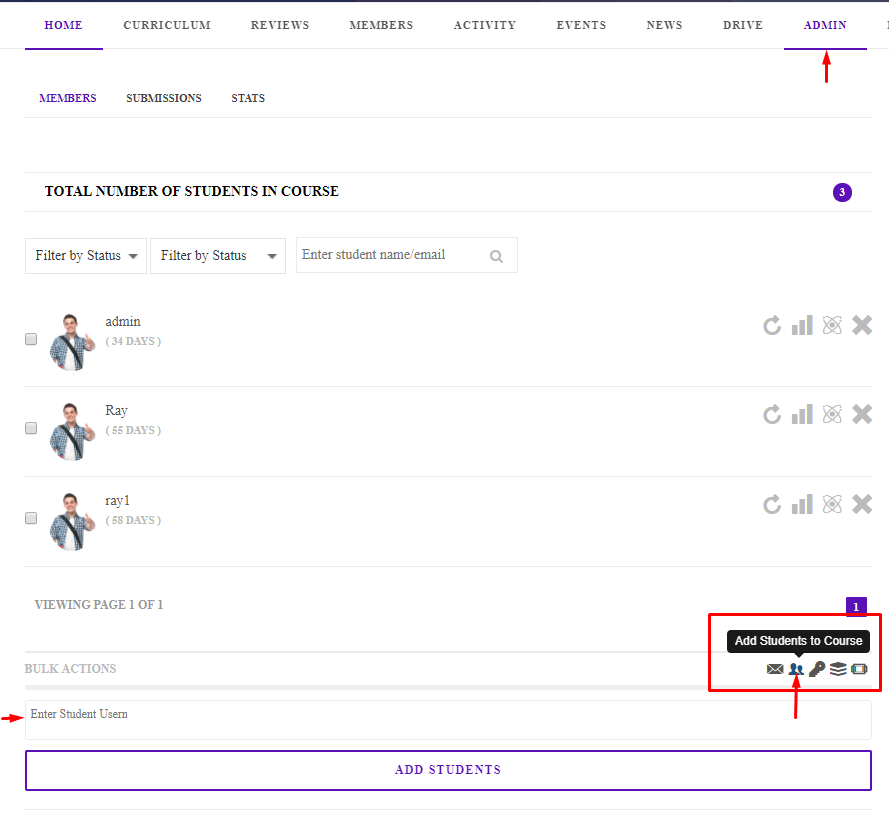 HOME CURRICULUM REVIEWS MEMBERS ACTIVITY EVENTS NEWS DRIVE ADMIN
MEMBERS SUBMISSIONS STATS
TOTAL NUMBER OF STUDENTS IN COURSE 3
Filter by Status Filter by Status Enter student name/email
admin
( 34 DAYS )
Ray
( 55 DAYS )
ray1
( 58 DAYS )
VIEWING PAGE 1 OF 1 1
Add Students to Course
BULK ACTIONS
Enter Student Usern
ADD STUDENTS